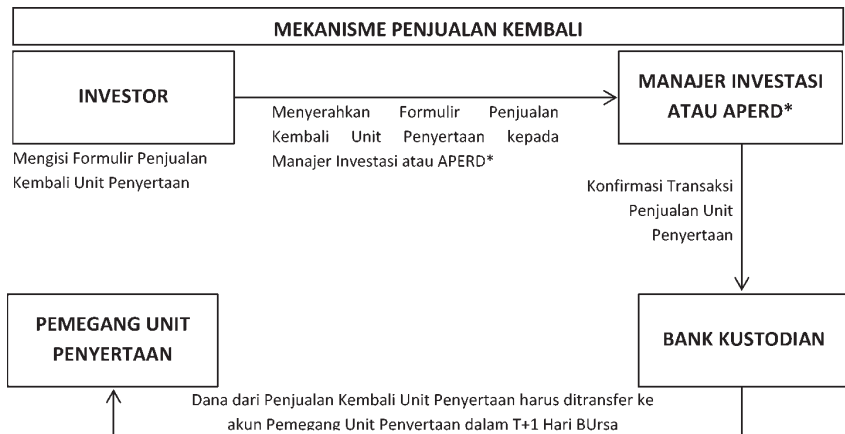 MEKANISME PENJUALAN KEMBALI
INVESTOR
Mengisi Formulir Penjualan
Kembali Unit Penyertaan
Menyerahkan Formulir Penjualan
Kembali Unit Penyertaan kepada
Manajer Investasi atau APERD*
MANAJER INVESTASI
ATAU APERD*
Konfirmasi Transaksi
Penjualan Unit
Penyertaan
BANK KUSTODIAN
PEMEGANG UNIT
PENYERTAAN
Dana dari Penjualan Kembali Unit Penyertaan harus ditransfer ke
akun Pemegang Unit Penyertaan dalam T+1 Hari BUrsa